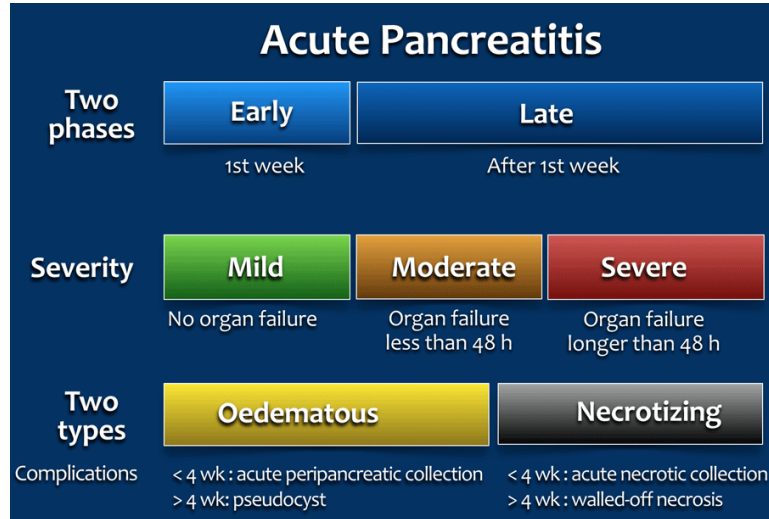 Acute Pancreatitis
Two
phases
Early
Late
1st week
After 1st week
Severity
Mild
Moderate
Severe
No organ failure
Organ failure
less than 48 h
Organ failure
longer than 48 h
Two
types
Oedematous
Necrotizing
Complications
< 4 wk : acute peripancreatic collection
> 4 wk: pseudocyst
< 4 wk : acute necrotic collection
> 4 wk : walled-off necrosis